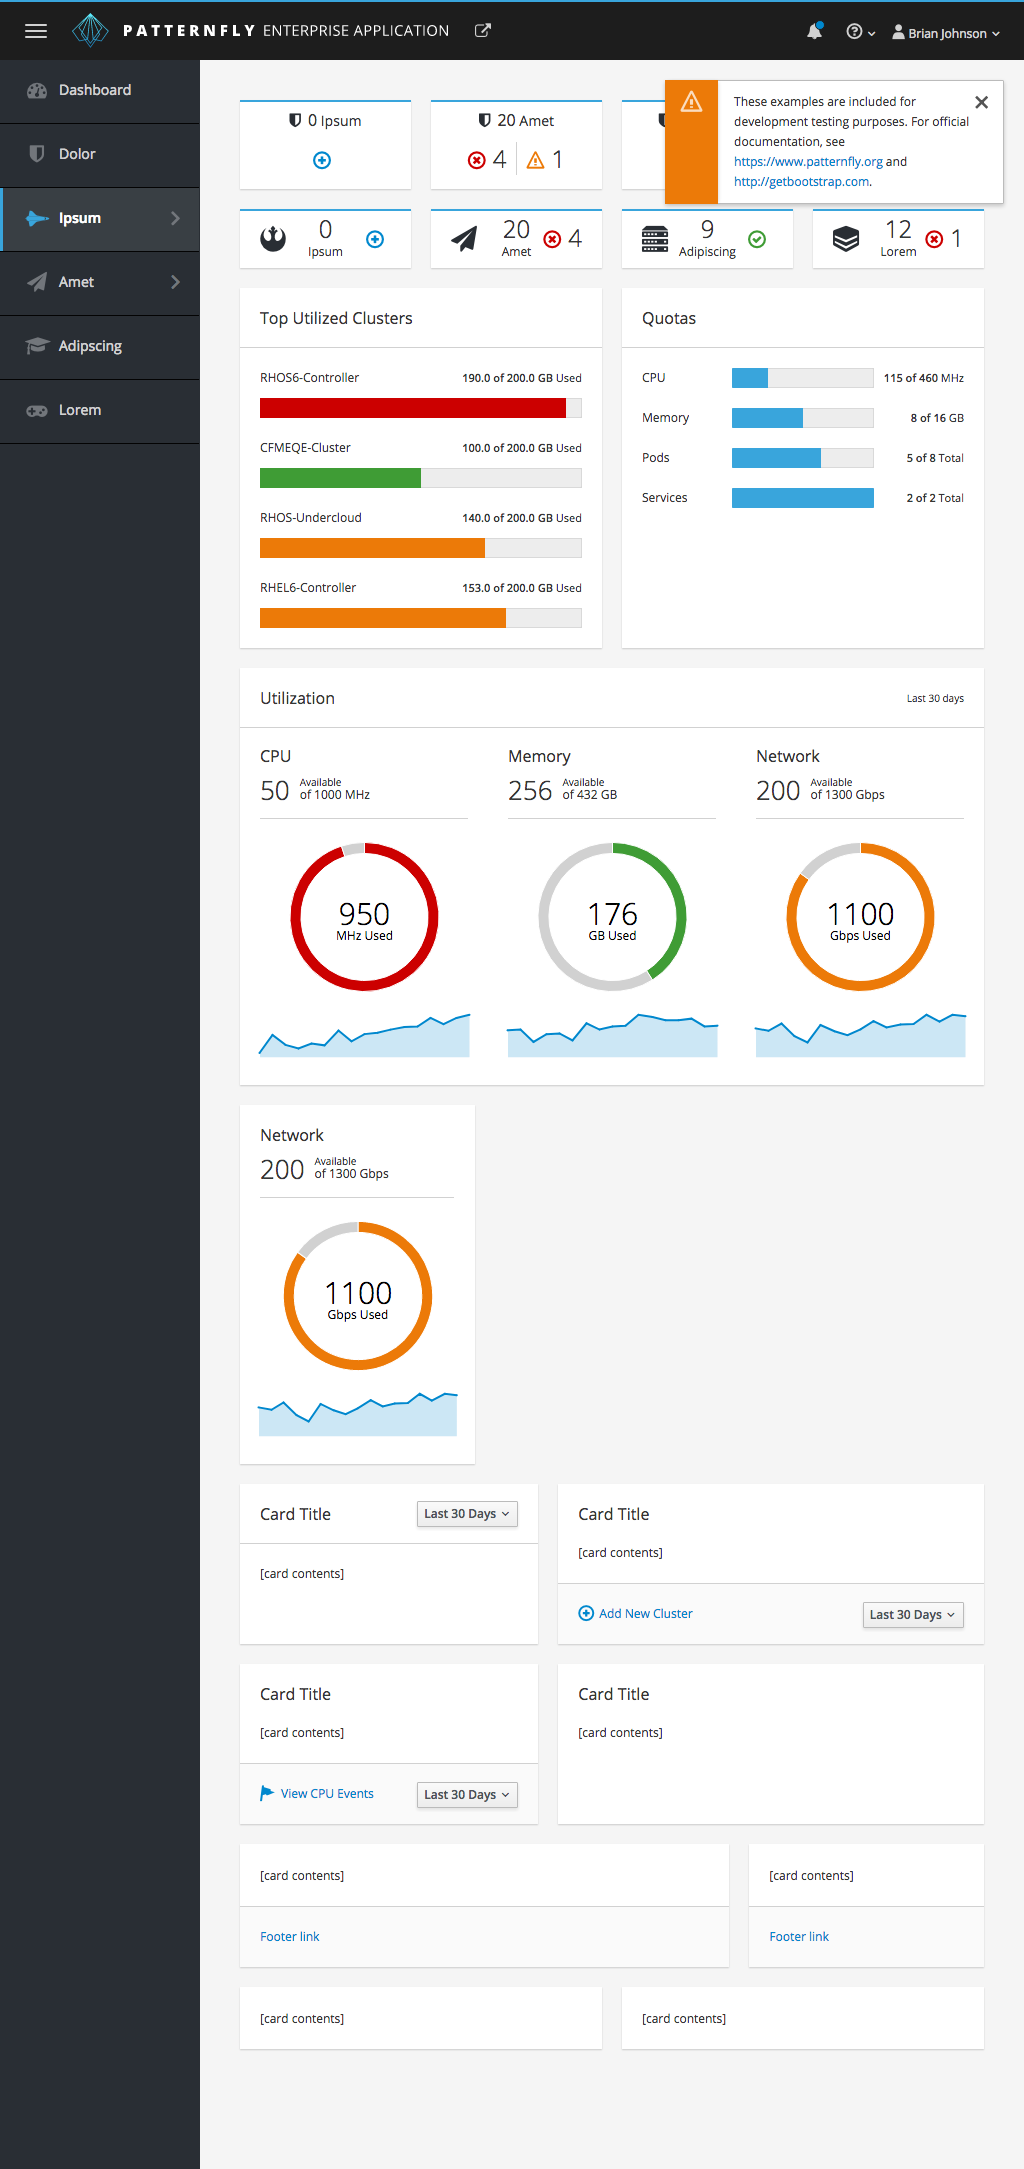 PATTERNFLY ENTERPRISE APPLICATION
Brian Johnson
Dashboard
Dolor
Ipsum
Amet
Adipscing
Lorem
0 Ipsum
20 Amet
4
1
These examples are included for
development testing purposes. For official
documentation, see
https://www.patternfly.org and
http://getbootstrap.com.
0
Ipsum
20
Amet
4
9
Adipiscing
12
Lorem
1
Top Utilized Clusters
RHOS6-Controller
190.0 of 200.0 GB Used
CFMEQE-Cluster
100.0 of 200.0 GB Used
RHOS-Undercloud
140.0 of 200.0 GB Used
RHEL6-Controller
153.0 of 200.0 GB Used
Quotas
CPU
115 of 460 MHz
Memory
8 of 16 GB
Pods
5 of 8 Total
Services
2 of 2 Total
Utilization
Last 30 days
CPU
50
Available
of 1000 MHz
950
MHz Used
Memory
256
Available
of 432 GB
176
GB Used
Network
200
Available
of 1300 Gbps
1100
Gbps Used
Network
200
Available
of 1300 Gbps
1100
Gbps Used
Card Title
Last 30 Days
[card contents]
Card Title
[card contents]
Add New Cluster
Last 30 Days
Card Title
[card contents]
View CPU Events
Last 30 Days
Card Title
[card contents]
[card contents]
Footer link
[card contents]
Footer link
[card contents]
[card contents]